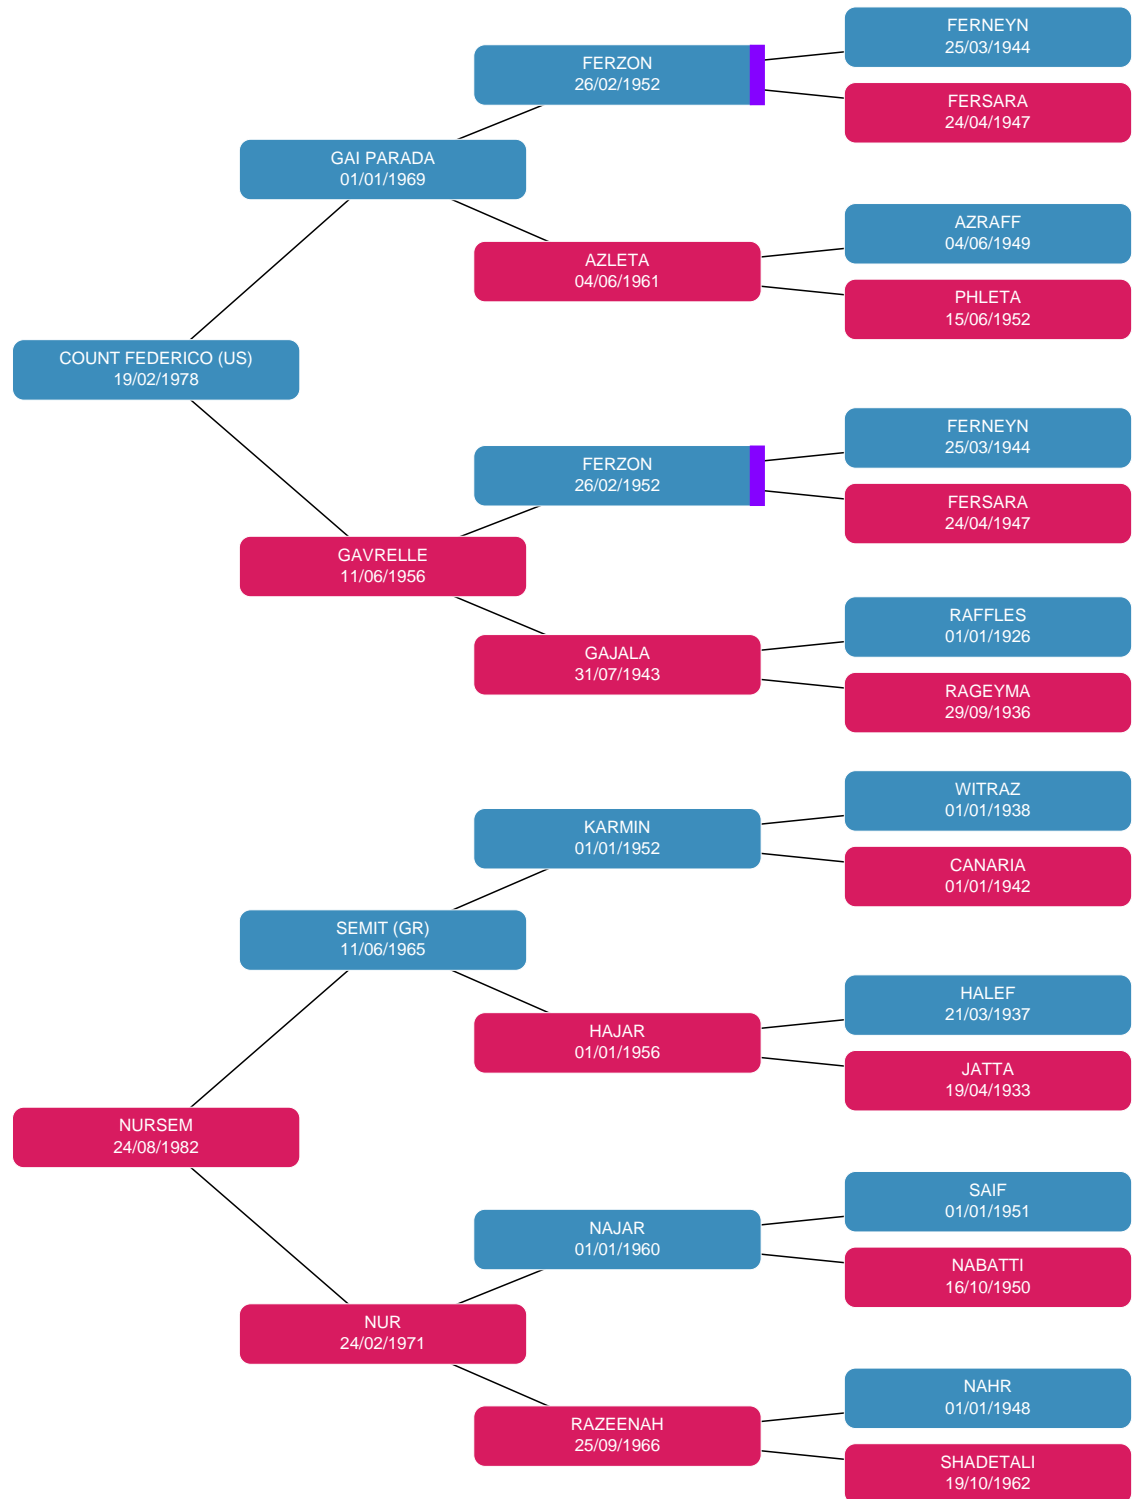 FERNEYN
25/03/1944
FERZON
26/02/1952
FERSARA
24/04/1947
GAI PARADA
01/01/1969
AZRAFF
04/06/1949
AZLETA
04/06/1961
PHLETA
15/06/1952
COUNT FEDERICO (US)
19/02/1978
FERNEYN
25/03/1944
FERZON
26/02/1952
FERSARA
24/04/1947
GAVRELLE
11/06/1956
RAFFLES
01/01/1926
GAJALA
31/07/1943
RAGEYMA
29/09/1936
WITRAZ
01/01/1938
KARMIN
01/01/1952
CANARIA
01/01/1942
SEMIT (GR)
11/06/1965
HALEF
21/03/1937
HAJAR
01/01/1956
JATTA
19/04/1933
NURSEM
24/08/1982
SAIF
01/01/1951
NAJAR
01/01/1960
NABATTI
16/10/1950
NUR
24/02/1971
NAHR
01/01/1948
RAZEENAH
25/09/1966
SHADETALI
19/10/1962